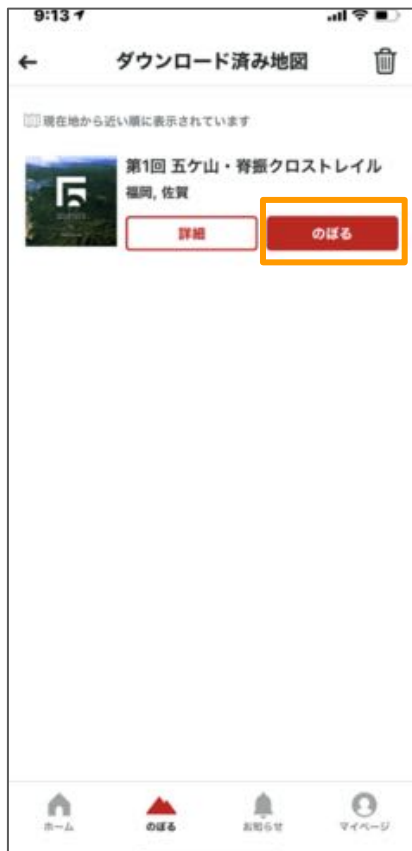 9:13
ダウンロード済み地図
現在地から近い順に表示されています
第1回 五ケ山・脊振クロストレイル
福岡, 佐賀
詳細
のぼる
ホーム
のぼる
お知らせ
マイページ